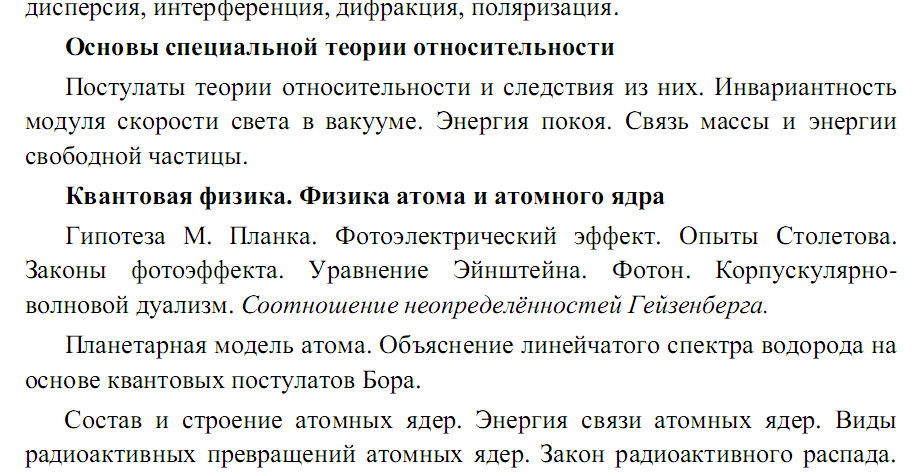 дисперсия, интерференция, дифракция, поляризация.
Основы специальной теории относительности
Постулаты теории относительности и следствия из них. Инвариантность
модуля скорости света в вакууме. Энергия покоя. Связь массы и энергии
свободной частицы.
Квантовая физика. Физика атома и атомного ядра
Гипотеза М. Планка. Фотоэлектрический эффект. Опыты Столетова.
Законы фотоэффекта. Уравнение Эйнштейна. Фотон. Корпускулярно-
волновой дуализм. Соотношение неопределённостей Гейзенберга.
Планетарная модель атома. Объяснение линейчатого спектра водорода на
основе квантовых постулатов Бора.
Состав и строение атомных ядер. Энергия связи атомных ядер. Виды
радиоактивных превращений атомных ядер. Закон радиоактивного распада.